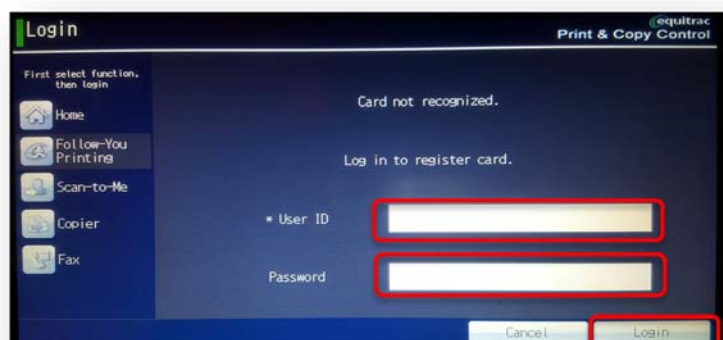 Login
equitrac
Print & Copy Control
First select function,
then login
Home
Follow-You
Printing
Scan-to-Me
Copier
Fax
Card not recognized.
Log in to register card.
* User ID
Password
Cancel
Login